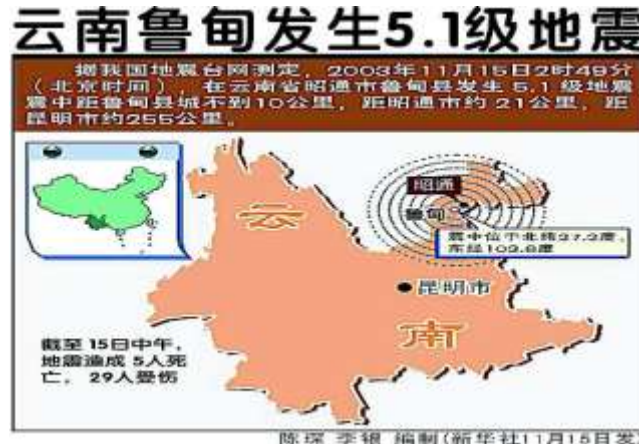 云南鲁甸发生5.1级地震
据我国地震台网测定，2003年11月15日2时49分
（北京时间），在云南省昭通市鲁甸县发生 5.1 级地震
震中距鲁甸县城不到10公里，距昭通市约 21公里，距
昆明市约255公里。
昭通
云
鲁甸
震中位于北纬27.2度，
东经103.6度
昆明市
南
截至 15日中午，
地震造成 5人死
亡， 29人受伤
陈琛 李银 编制（新华社11月15日发